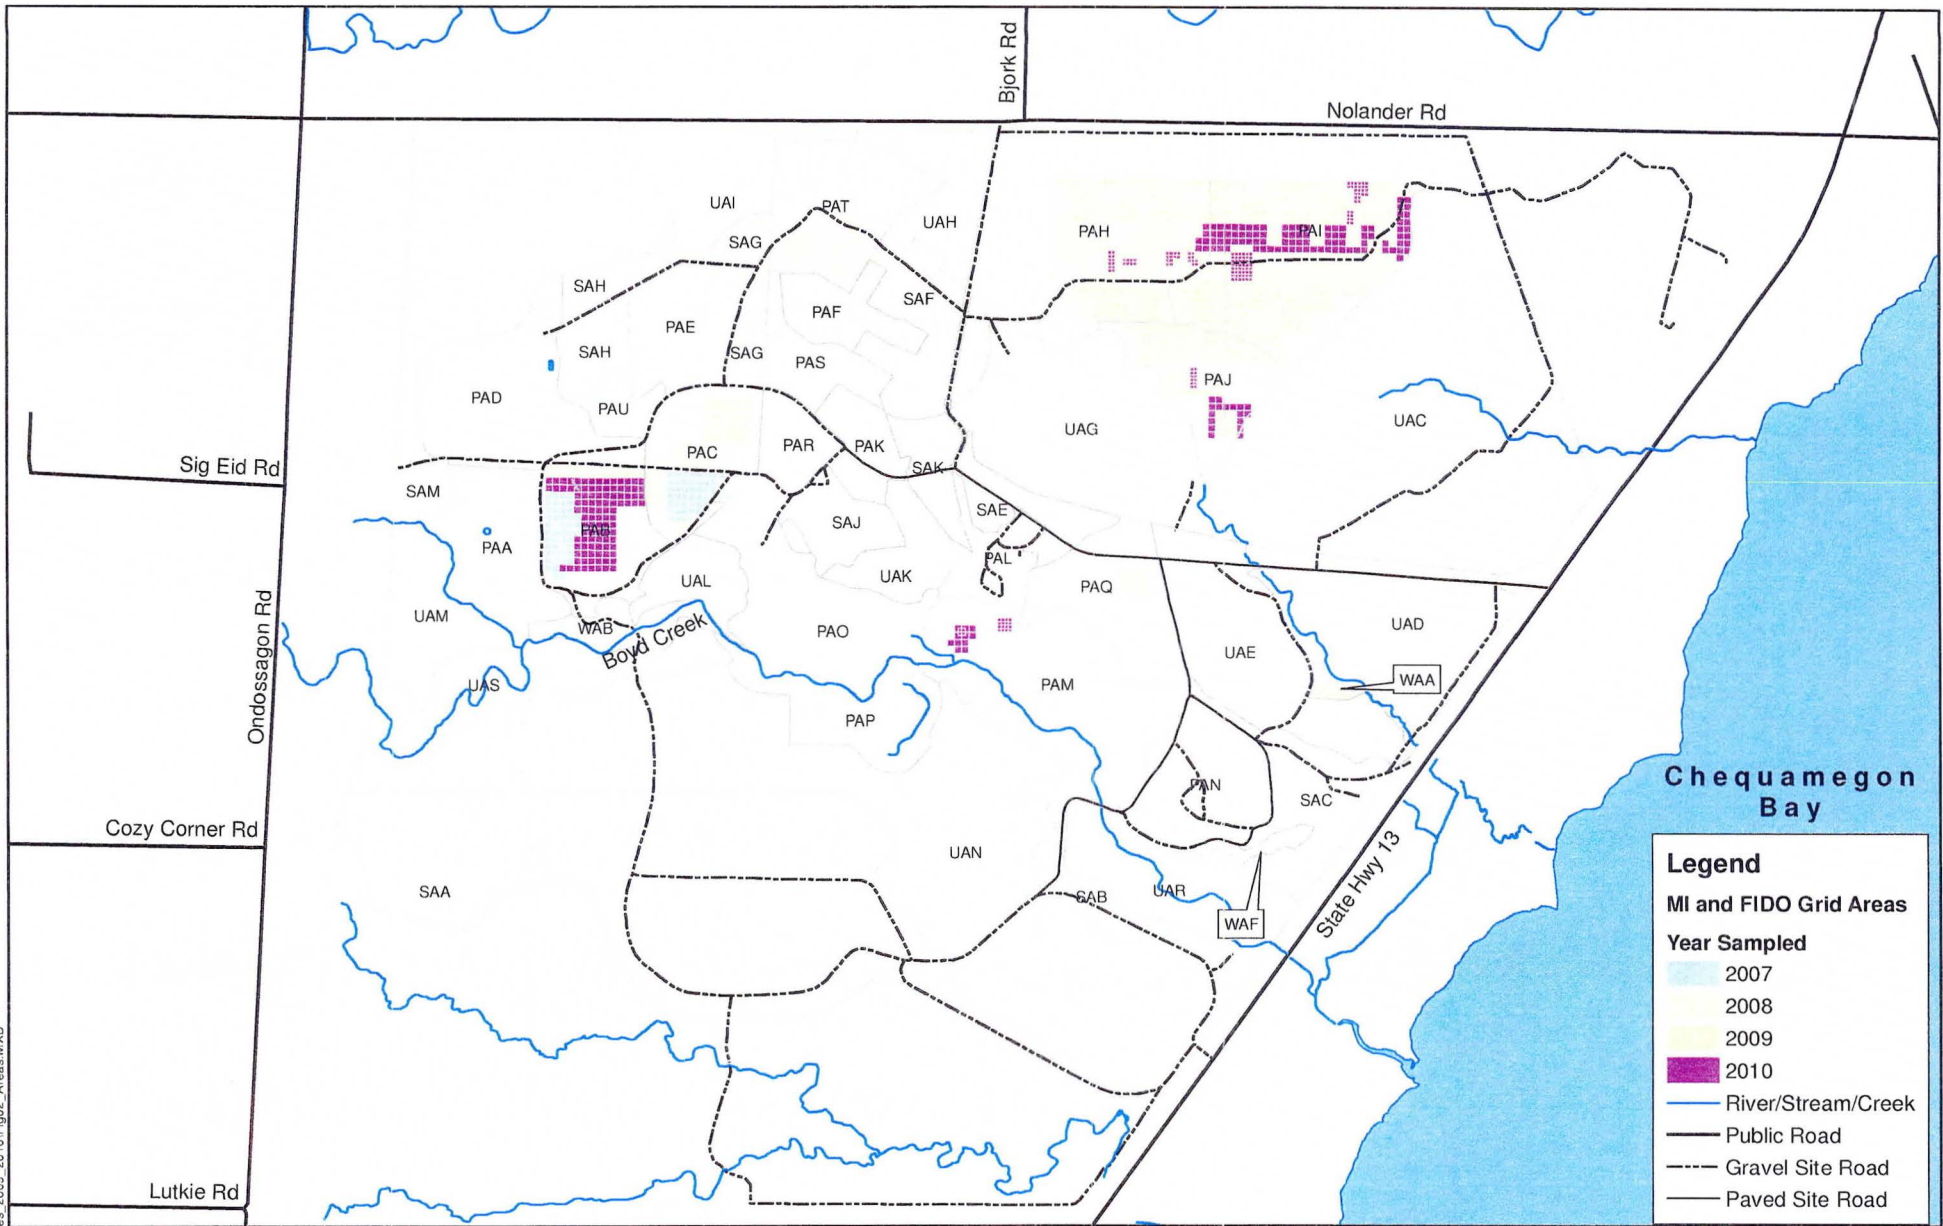 Bjork Rd
Nolander Rd
UAI
PAT
UAH
PAH
PAI
SAG
SAH
PAF
SAF
PAE
SAH
SAG
PAS
PAJ
PAD
PAU
UAG
UAC
PAC
PAR
PAK
SAK
Sig Eid Rd
SAM
SAE
SAJ
PAB
PAA
PAL
UAK
UAL
PAQ
UAM
WAB
PAO
UAD
Boyd Creek
UAE
Ondossagon Rd
UAS
PAM
WAA
PAP
PAN
SAC
Chequamegon
Bay
Cozy Corner Rd
UAN
State Hwy 13
SAA
SAB
UAR
WAF
Lutkie Rd
Legend
MI and FIDO Grid Areas
Year Sampled
2007
2008
2009
2010
River/Stream/Creek
Public Road
Gravel Site Road
Paved Site Road